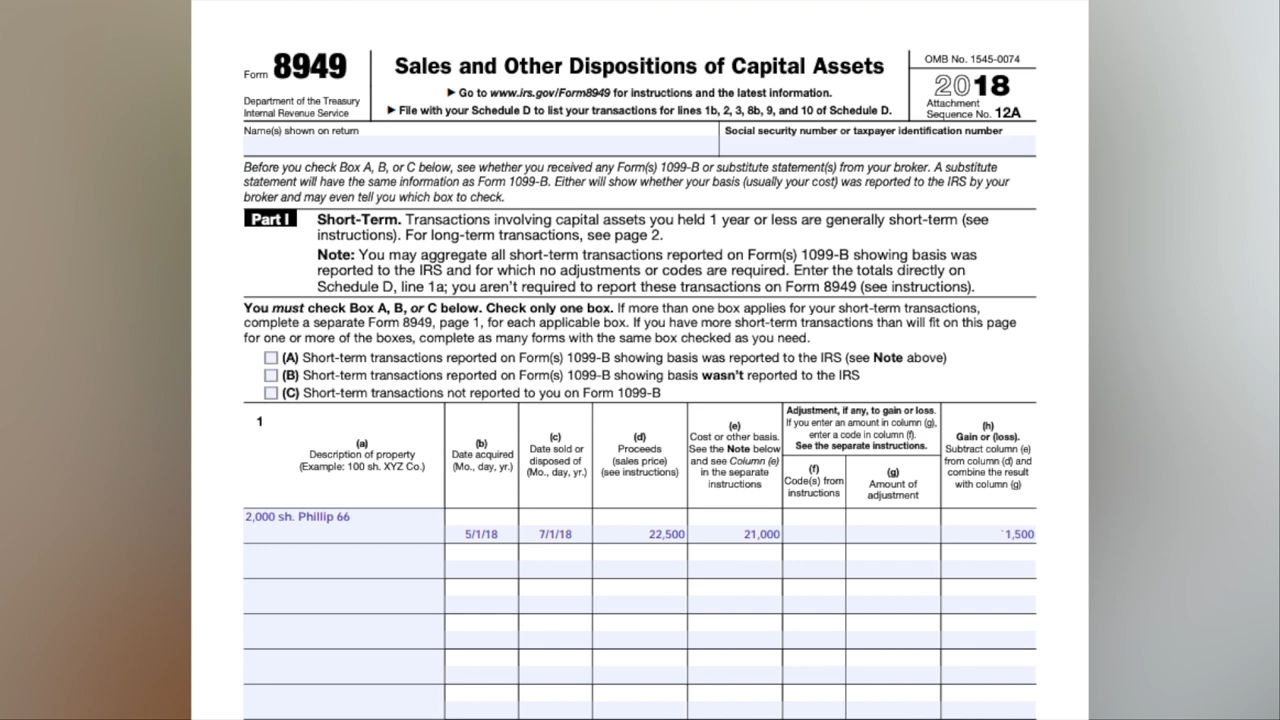 Form 8949
Department of the Treasury
Internal Revenue Service
Sales and Other Dispositions of Capital Assets
► Go to www.irs.gov/Form8949 for instructions and the latest information.
► File with your Schedule D to list your transactions for lines 1b, 2, 3, 8b, 9, and 10 of Schedule D.
OMB No. 1545-0074
2018
Attachment
Sequence No. 12A
Name(s) shown on return
Social security number or taxpayer identification number
Before you check Box A, B, or C below, see whether you received any Form(s) 1099-B or substitute statement(s) from your broker. A substitute
statement will have the same information as Form 1099-B. Either will show whether your basis (usually your cost) was reported to the IRS by your
broker and may even tell you which box to check.
Part I
Short-Term. Transactions involving capital assets you held 1 year or less are generally short-term (see
instructions). For long-term transactions, see page 2.
Note: You may aggregate all short-term transactions reported on Form(s) 1099-B showing basis was
reported to the IRS and for which no adjustments or codes are required. Enter the totals directly on
Schedule D, line 1a; you aren't required to report these transactions on Form 8949 (see instructions).
You must check Box A, B, or C below. Check only one box. If more than one box applies for your short-term transactions,
complete a separate Form 8949, page 1, for each applicable box. If you have more short-term transactions than will fit on this page
for one or more of the boxes, complete as many forms with the same box checked as you need.
(A) Short-term transactions reported on Form(s) 1099-B showing basis was reported to the IRS (see Note above)
(B) Short-term transactions reported on Form(s) 1099-B showing basis wasn't reported to the IRS
(C) Short-term transactions not reported to you on Form 1099-B
1
(a)
Description of property
(Example: 100 sh. XYZ Co.)
(b)
Date acquired
(Mo., day, yr.)
(c)
Date sold or
disposed of
(Mo., day, yr.)
(d)
Proceeds
(sales price)
(see instructions)
(e)
Cost or other basis.
See the Note below
and see Column (e)
in the separate
instructions
Adjustment, if any, to gain or loss.
If you enter an amount in column (g),
enter a code in column (f).
See the separate instructions.
(f)
Code(s) from
instructions
(g)
Amount of
adjustment
(h)
Gain or (loss).
Subtract column (e)
from column (d) and
combine the result
with column (g)
2,000 sh. Phillip 66
5/1/18
7/1/18
22,500
21,000
1,500